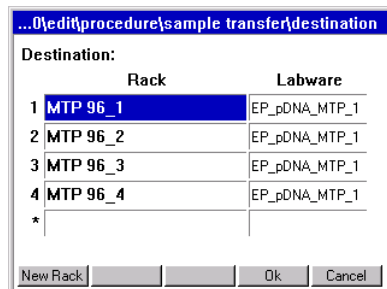 ...0\edit\procedure\sample transfer\destination
Destination:
Rack Labware
1 MTP 96_1 EP_pDNA_MTP_1
2 MTP 96_2 EP_pDNA_MTP_1
3 MTP 96_3 EP_pDNA_MTP_1
4 MTP 96_4 EP_pDNA_MTP_1
*
New Rack Ok Cancel